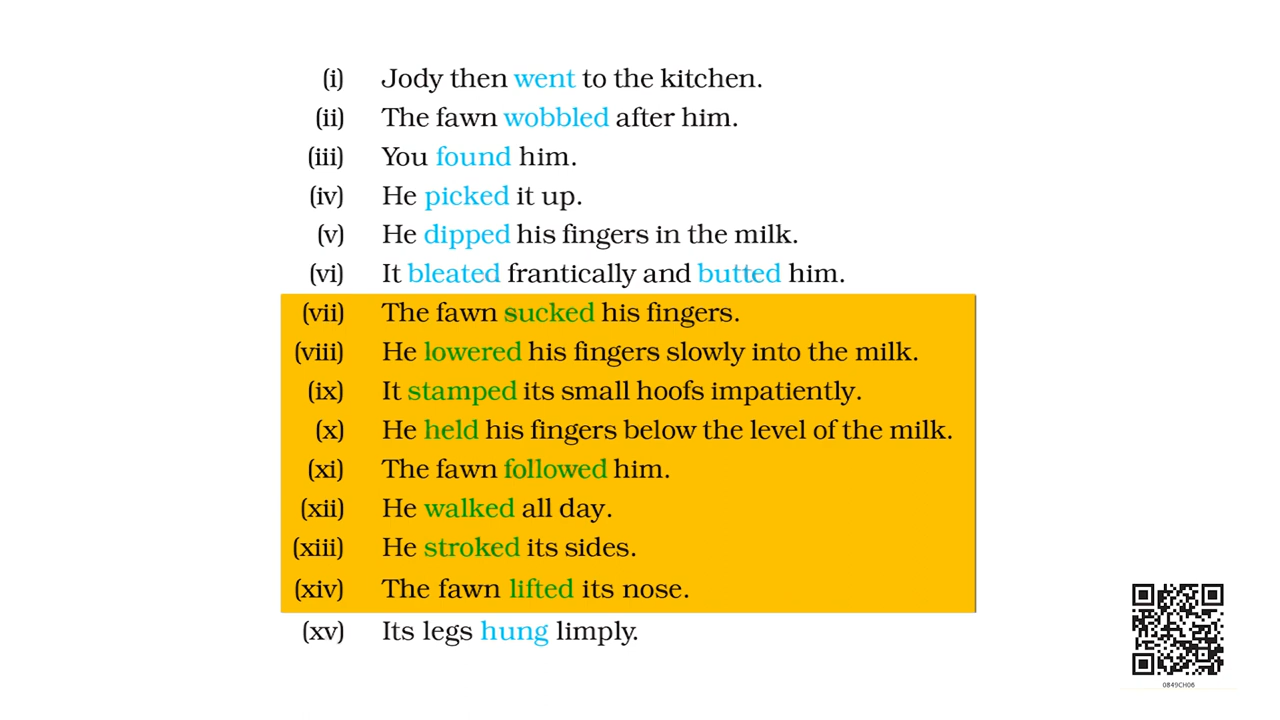 (i) Jody then went to the kitchen.
(ii) The fawn wobbled after him.
(iii) You found him.
(iv) He picked it up.
(v) He dipped his fingers in the milk.
(vi) It bleated frantically and butted him.
(vii) The fawn sucked his fingers.
(viii) He lowered his fingers slowly into the milk.
(ix) It stamped its small hoofs impatiently.
(x) He held his fingers below the level of the milk.
(xi) The fawn followed him.
(xii) He walked all day.
(xiii) He stroked its sides.
(xiv) The fawn lifted its nose.
(xv) Its legs hung limply.
0849CH06